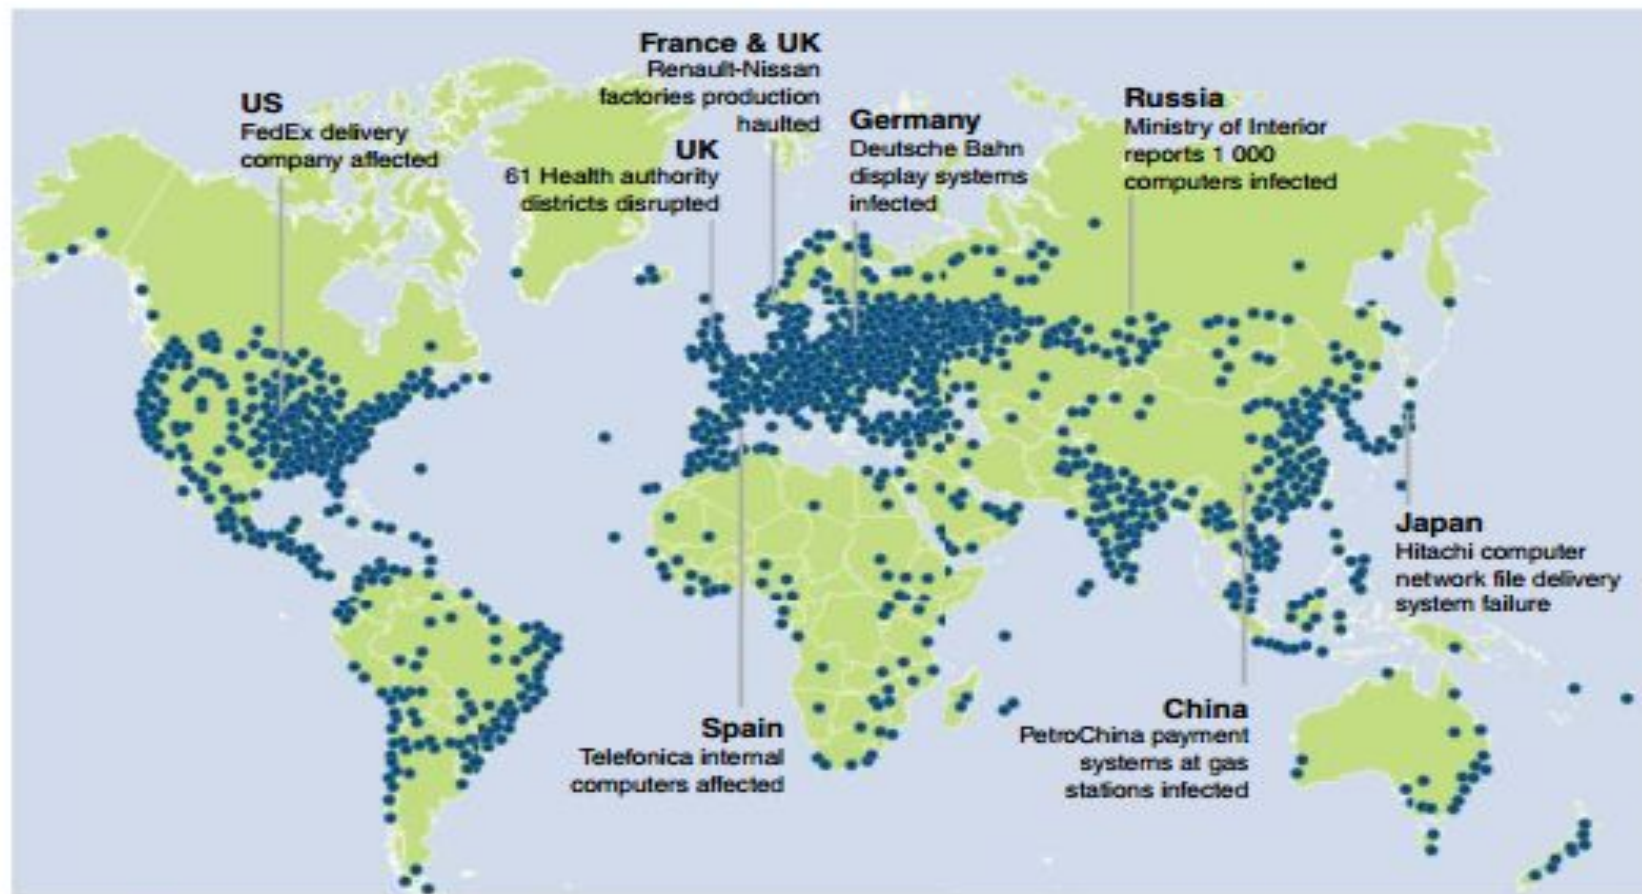 France & UK
Renault-Nissan
factories production
haulted
US
FedEx delivery
company affected
UK
61 Health authority
districts disrupted
Germany
Deutsche Bahn
display systems
infected
Russia
Ministry of Interior
reports 1 000
computers infected
Japan
Hitachi computer
network file delivery
system failure
Spain
Telefonica internal
computers affected
China
PetroChina payment
systems at gas
stations infected